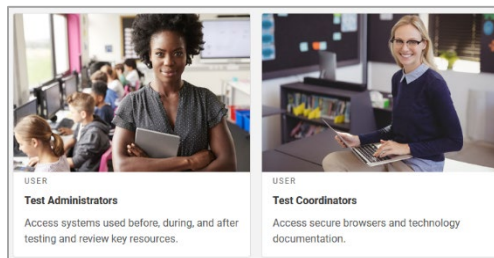 USER
Test Administrators
Access systems used before, during, and after
testing and review key resources.
USER
Test Coordinators
Access secure browsers and technology
documentation.